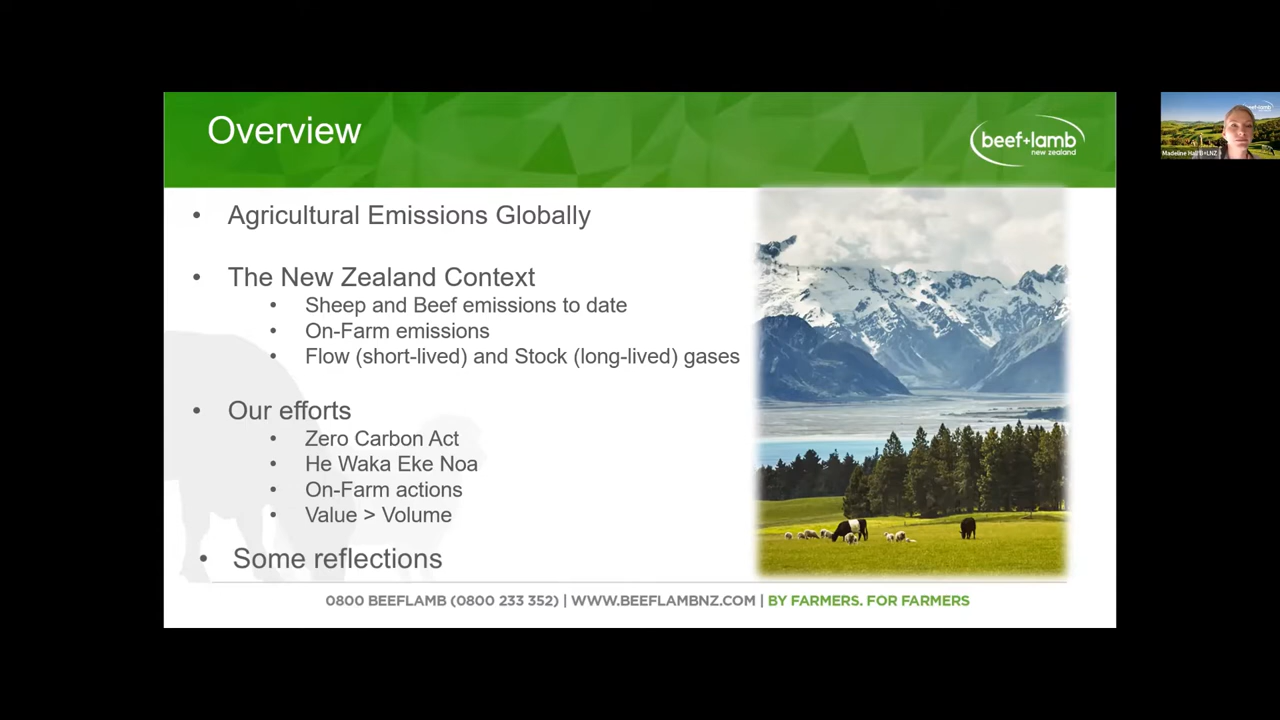 Overview
beef+lamb
new zealand
• Agricultural Emissions Globally
• The New Zealand Context
• Sheep and Beef emissions to date
• On-Farm emissions
• Flow (short-lived) and Stock (long-lived) gases
• Our efforts
• Zero Carbon Act
• He Waka Eke Noa
• On-Farm actions
• Value > Volume
• Some reflections
0800 BEEFLAMB (0800 233 352) | WWW.BEEFLAMBNZ.COM | BY FARMERS. FOR FARMERS
Madeline Hall B+LNZ